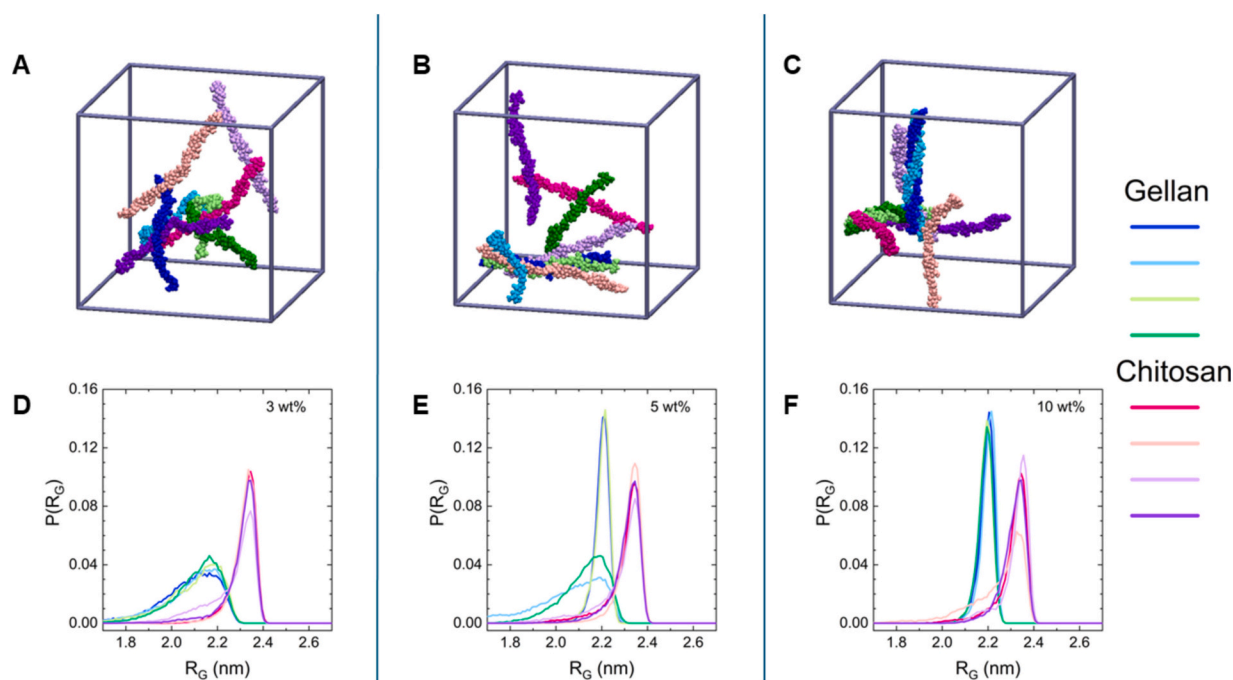 A
B
C
Gellan
Chitosan
D
0.16
0.12
0.08
0.04
0.00
P(R_G)
3 wt%
1.8 2.0 2.2 2.4 2.6
R_G (nm)
E
0.16
0.12
0.08
0.04
0.00
P(R_G)
5 wt%
1.8 2.0 2.2 2.4 2.6
R_G (nm)
F
0.16
0.12
0.08
0.04
0.00
P(R_G)
10 wt%
1.8 2.0 2.2 2.4 2.6
R_G (nm)